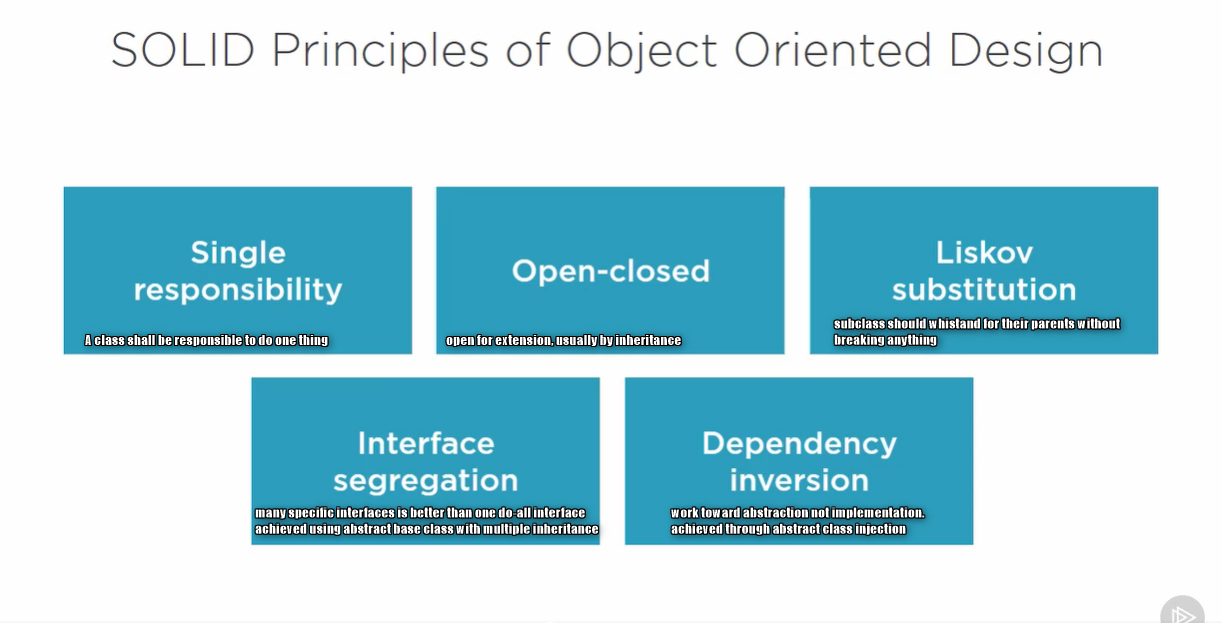 SOLID Principles of Object Oriented Design
Single
responsibility
A class shall be responsible to do one thing
Open-closed
open for extension, usually by inheritance
Liskov
substitution
subclass should whistand for their parents without
breaking anything
Interface
segregation
many specific interfaces is better than one do-all interface
achieved using abstract base class with multiple inheritance
Dependency
inversion
work toward abstraction not implementation.
achieved through abstract class injection